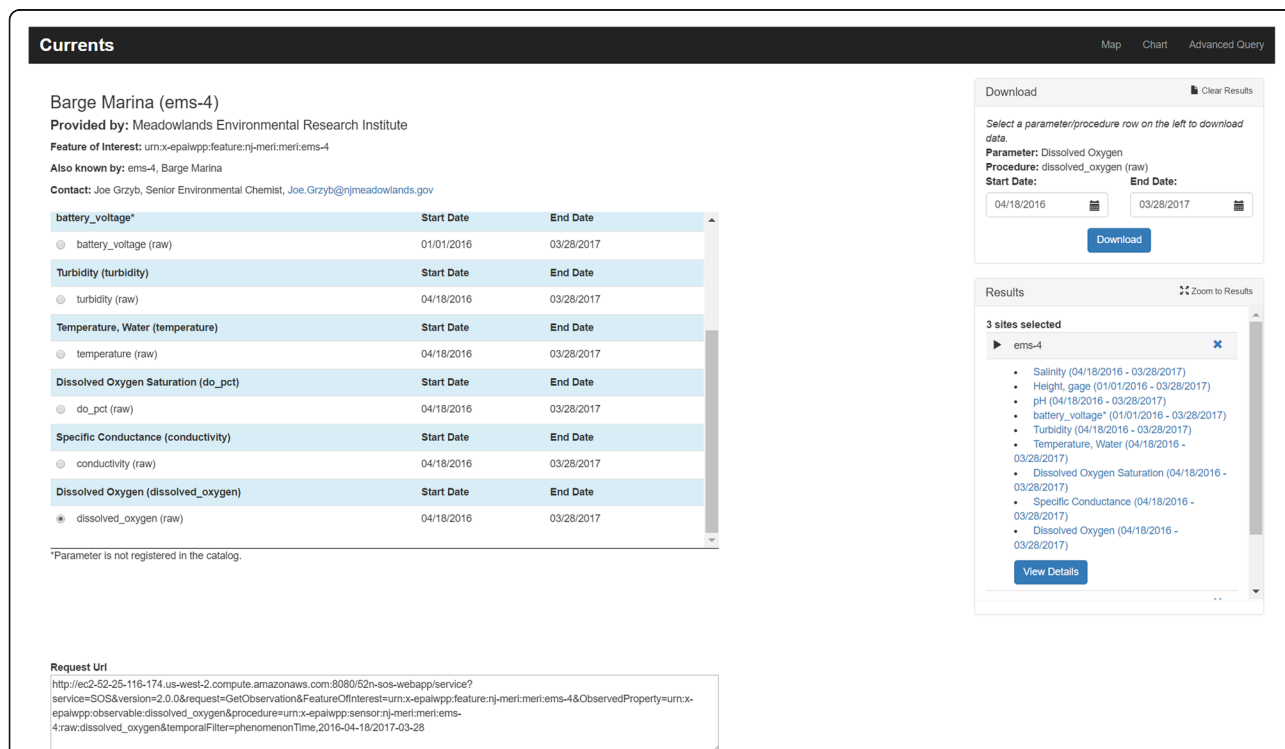 Currents
Map Chart Advanced Query
Barge Marina (ems-4)
Provided by: Meadowlands Environmental Research Institute
Feature of Interest: urn:x-epaiwpp:feature:nj-meri:meri:ems-4
Also known by: ems-4, Barge Marina
Contact: Joe Grzyb, Senior Environmental Chemist, Joe.Grzyb@njmeadowlands.gov
battery_voltage* Start Date End Date
battery_voltage (raw) 01/01/2016 03/28/2017
Turbidity (turbidity) Start Date End Date
turbidity (raw) 04/18/2016 03/28/2017
Temperature, Water (temperature) Start Date End Date
temperature (raw) 04/18/2016 03/28/2017
Dissolved Oxygen Saturation (do_pct) Start Date End Date
do_pct (raw) 04/18/2016 03/28/2017
Specific Conductance (conductivity) Start Date End Date
conductivity (raw) 04/18/2016 03/28/2017
Dissolved Oxygen (dissolved_oxygen) Start Date End Date
dissolved_oxygen (raw) 04/18/2016 03/28/2017
*Parameter is not registered in the catalog.
Request Url
http://ec2-52-25-116-174.us-west-2.compute.amazonaws.com:8080/52n-sos-webapp/service?
service=SOS&version=2.0.0&request=GetObservation&FeatureOfInterest=urn:x-epaiwpp:feature:nj-meri:meri:ems-4&ObservedProperty=urn:x-
epaiwpp:observable:dissolved_oxygen&procedure=urn:x-epaiwpp:sensor:nj-meri:meri:ems-
4:raw:dissolved_oxygen&temporalFilter=phenomenonTime,2016-04-18/2017-03-28
Download Clear Results
Select a parameter/procedure row on the left to download
data.
Parameter: Dissolved Oxygen
Procedure: dissolved_oxygen (raw)
Start Date: End Date:
04/18/2016 03/28/2017
Download
Results Zoom to Results
3 sites selected
ems-4
• Salinity (04/18/2016 - 03/28/2017)
• Height, gage (01/01/2016 - 03/28/2017)
• pH (04/18/2016 - 03/28/2017)
• battery_voltage* (01/01/2016 - 03/28/2017)
• Turbidity (04/18/2016 - 03/28/2017)
• Temperature, Water (04/18/2016 -
03/28/2017)
• Dissolved Oxygen Saturation (04/18/2016 -
03/28/2017)
• Specific Conductance (04/18/2016 -
03/28/2017)
• Dissolved Oxygen (04/18/2016 -
03/28/2017)
View Details